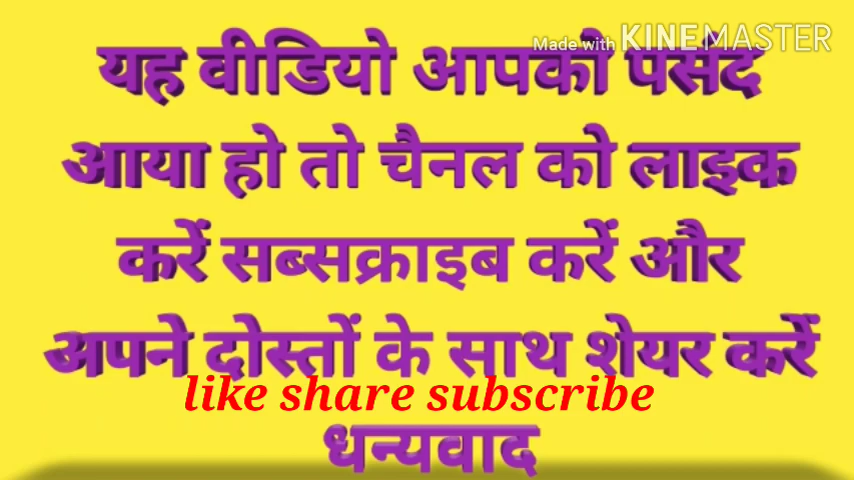 Made with KINEMASTER
यह वीडियो आपको पसंद
आया हो तो चैनल को लाइक
करें सब्सक्राइब करें और
अपने दोस्तों के साथ शेयर करें
like share subscribe
धन्यवाद